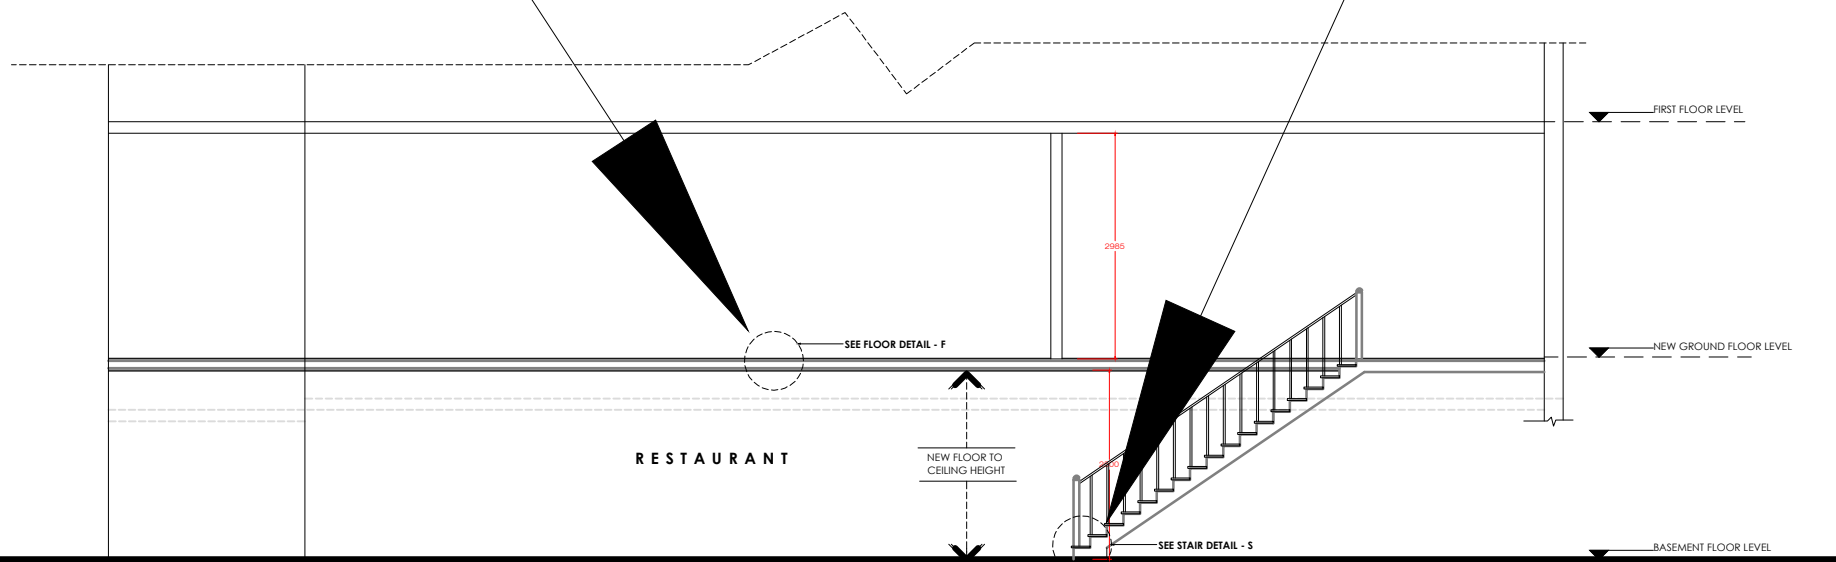 FIRST FLOOR LEVEL
2985
SEE FLOOR DETAIL - F
NEW GROUND FLOOR LEVEL
RESTAURANT
NEW FLOOR TO
CEILING HEIGHT
SEE STAIR DETAIL - S
BASEMENT FLOOR LEVEL